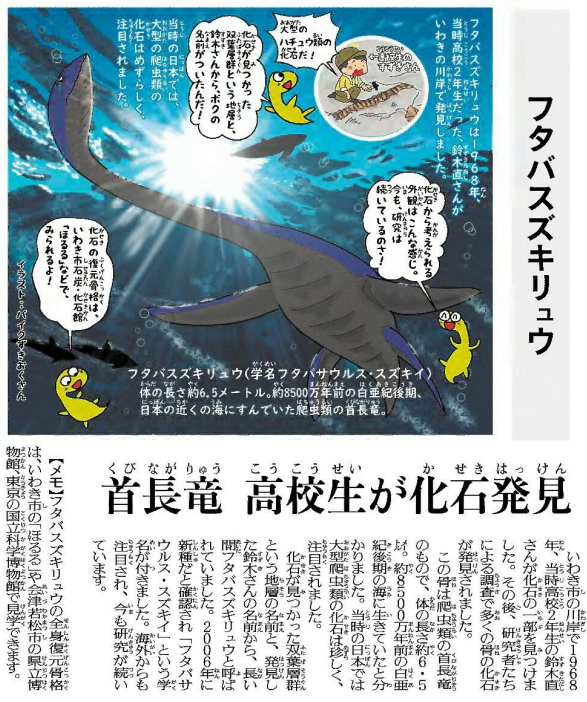 フタバスズキリュウ
フタバスズキリュウは1968年、
当時高校2年生だった、鈴木直さんが
いわきの川岸で発見しました。
大型の
ハチュウ類の
化石だ!
化石が見つかった
双葉層群という地層と、
鈴木さんから、ボクの
名前がついたんだ!
当時の日本では、
大型の爬虫類の
化石はめずらしく、
注目されました。
化石から考えられる
外観はこんな感じ。
今も、研究は
続いているのさ!
化石の復元骨格は、
いわき市石炭・化石館
「ほるる」などで、
みられるよ!
イラスト:パイクすぎおくさん
フタバスズキリュウ(学名フタバサウルス・スズキイ)
体の長さ約6.5メートル。約8500万年前の白亜紀後期、
日本の近くの海にすんでいた爬虫類の首長竜。
首長竜 高校生が化石発見
いわき市の川岸で1968
年、当時高校2年生の鈴木直
さんが化石の一部を見つけま
した。その後、研究者たち
による調査で多くの骨の化石
が発見されました。
この骨は爬虫類の首長竜
のもので、体の長さ約6・5
㍍。約8500万年前の白亜
紀後期の海に生きていたと分
かりました。当時の日本では
大型爬虫類の化石は珍しく、
注目されました。
化石が見つかった双葉層群
という地層の名前と、発見し
た鈴木さんの名前から、長い
間フタバスズキリュウと呼ば
れていました。2006年に
新種だと確認され「フタバサ
ウルス・スズキイ」という学
名が付きました。海外からも
注目され、今も研究が続い
ています。
【メモ】フタバスズキリュウの全身復元骨格
は、いわき市の「ほるる」や会津若松市の県立博
物館、東京の国立科学博物館で見学できます。